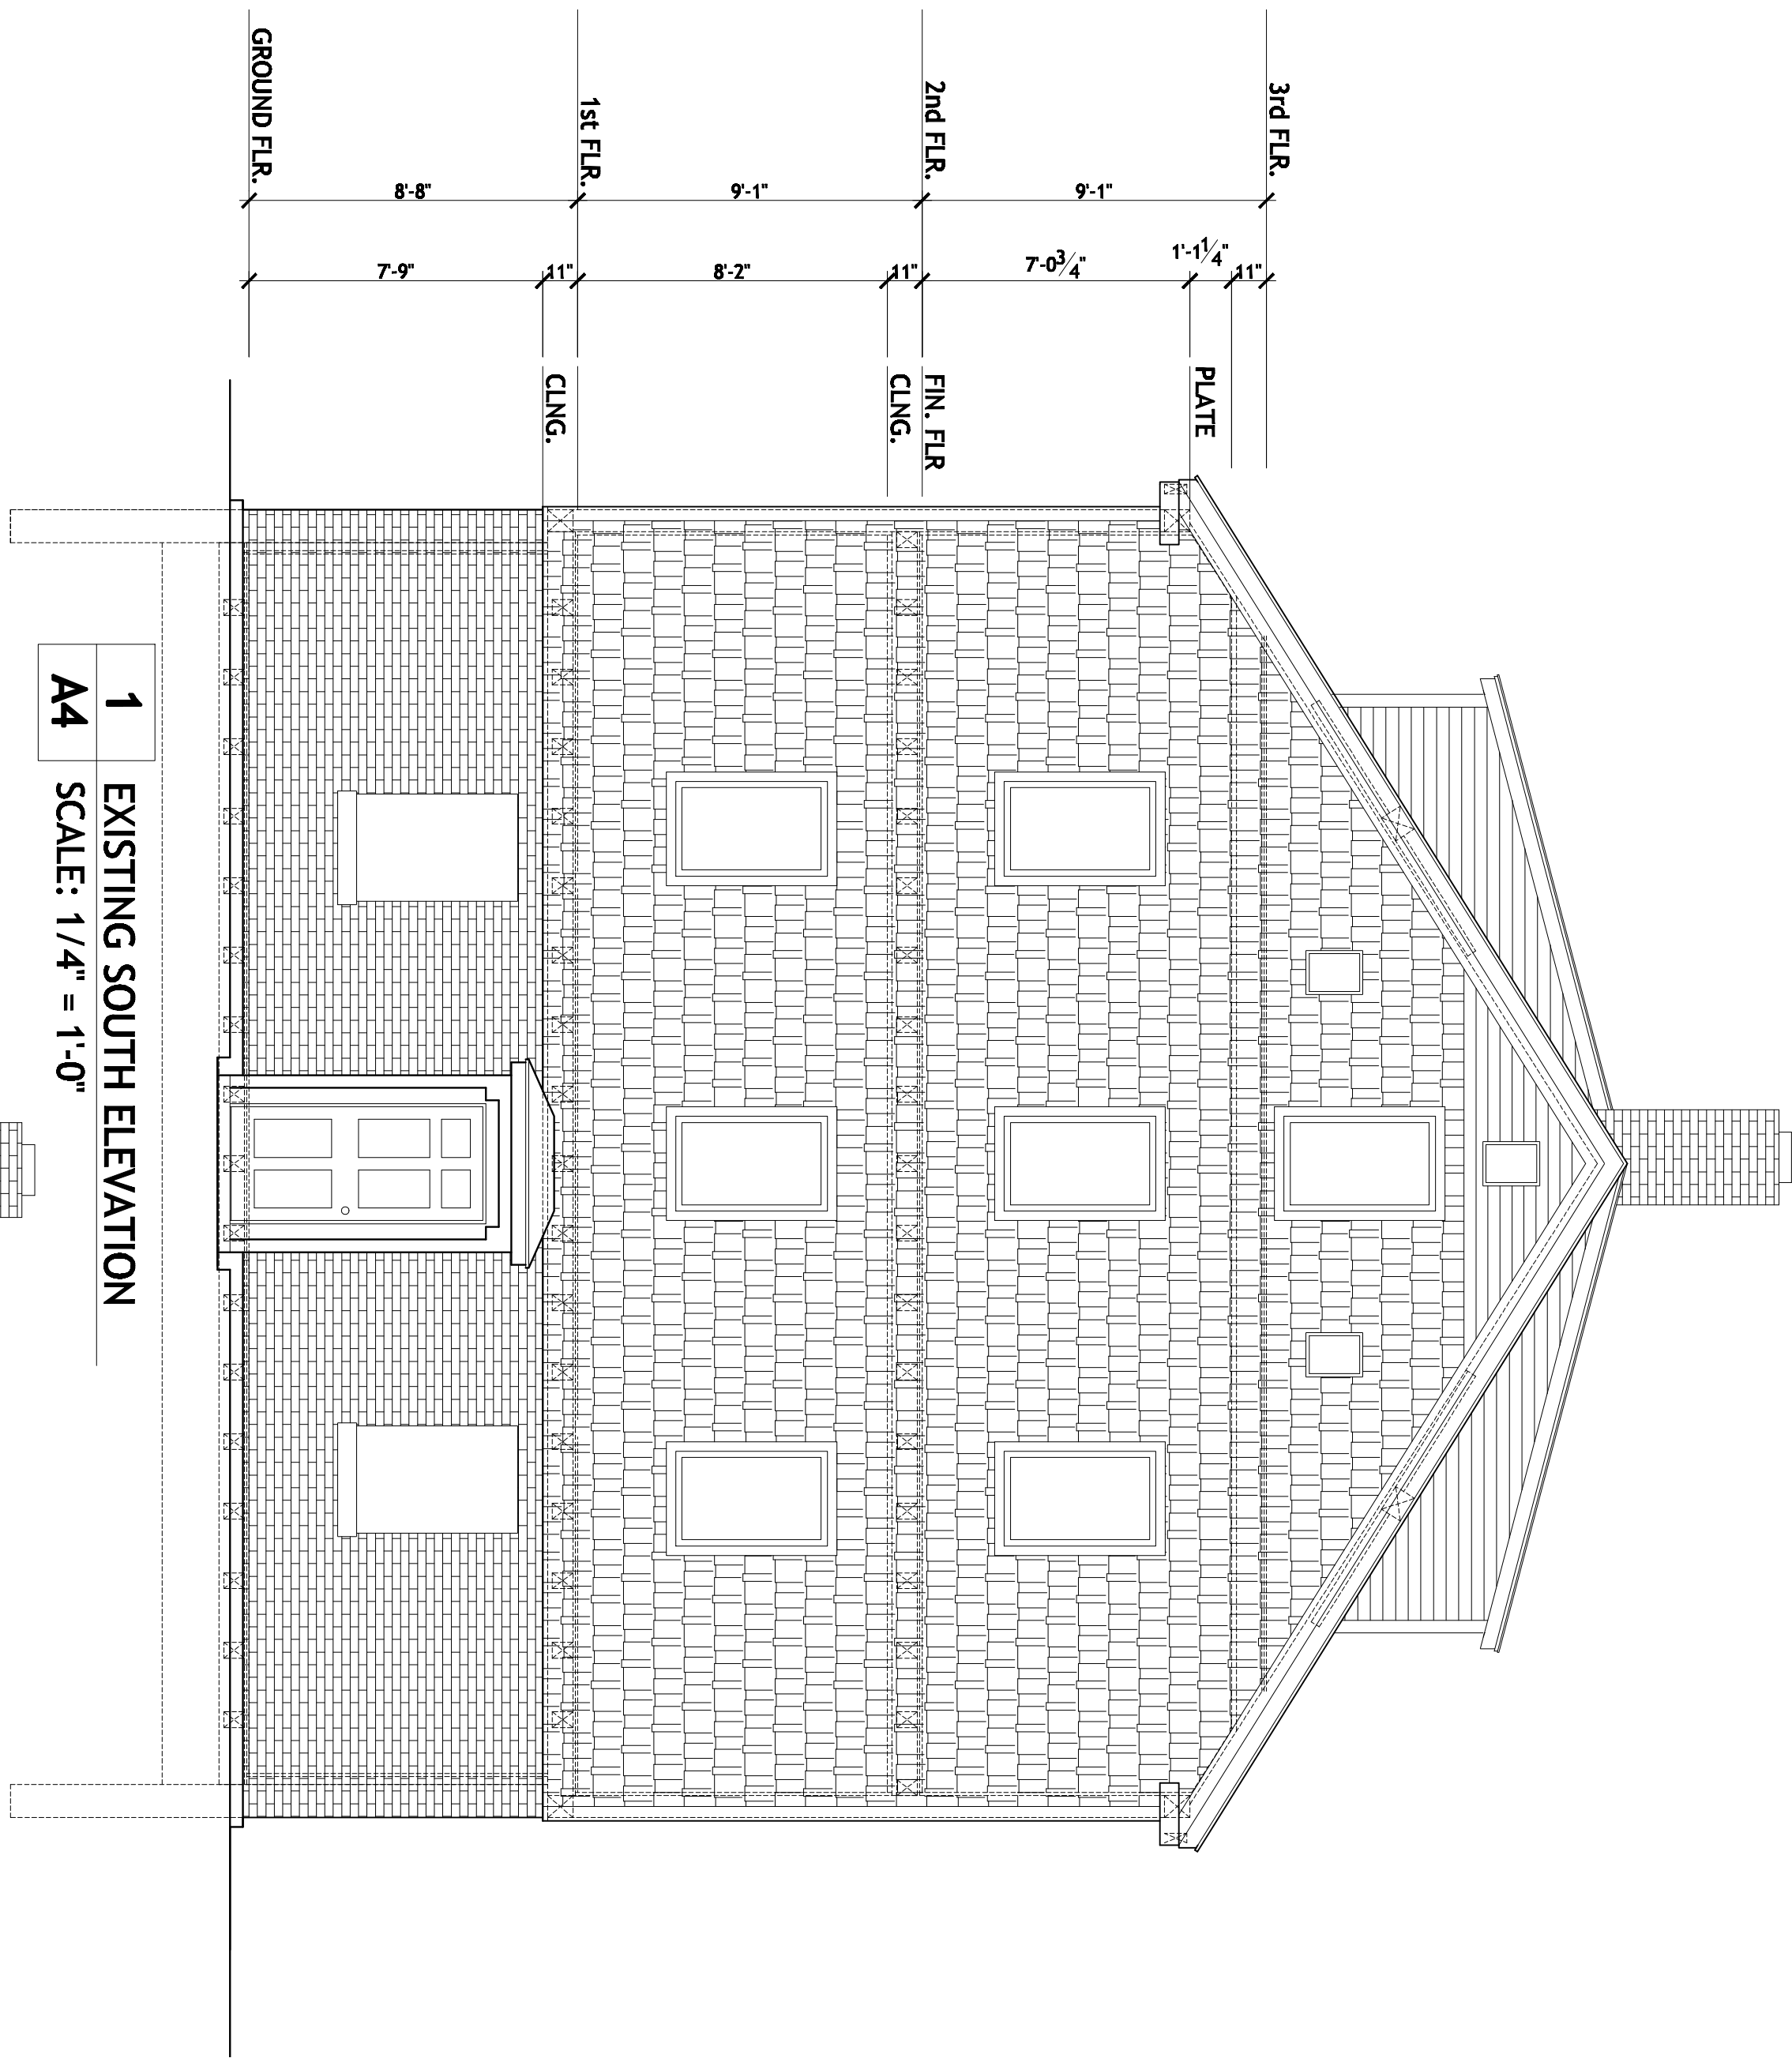 3rd FLR.
11"
1'-1 1/4"
PLATE
9'-1"
7'-0 3/4"
2nd FLR.
FIN. FLR
11"
CLNG.
9'-1"
8'-2"
1st FLR.
11"
CLNG.
8'-8"
7'-9"
GROUND FLR.
1
EXISTING SOUTH ELEVATION
A4
SCALE: 1/4" = 1'-0"